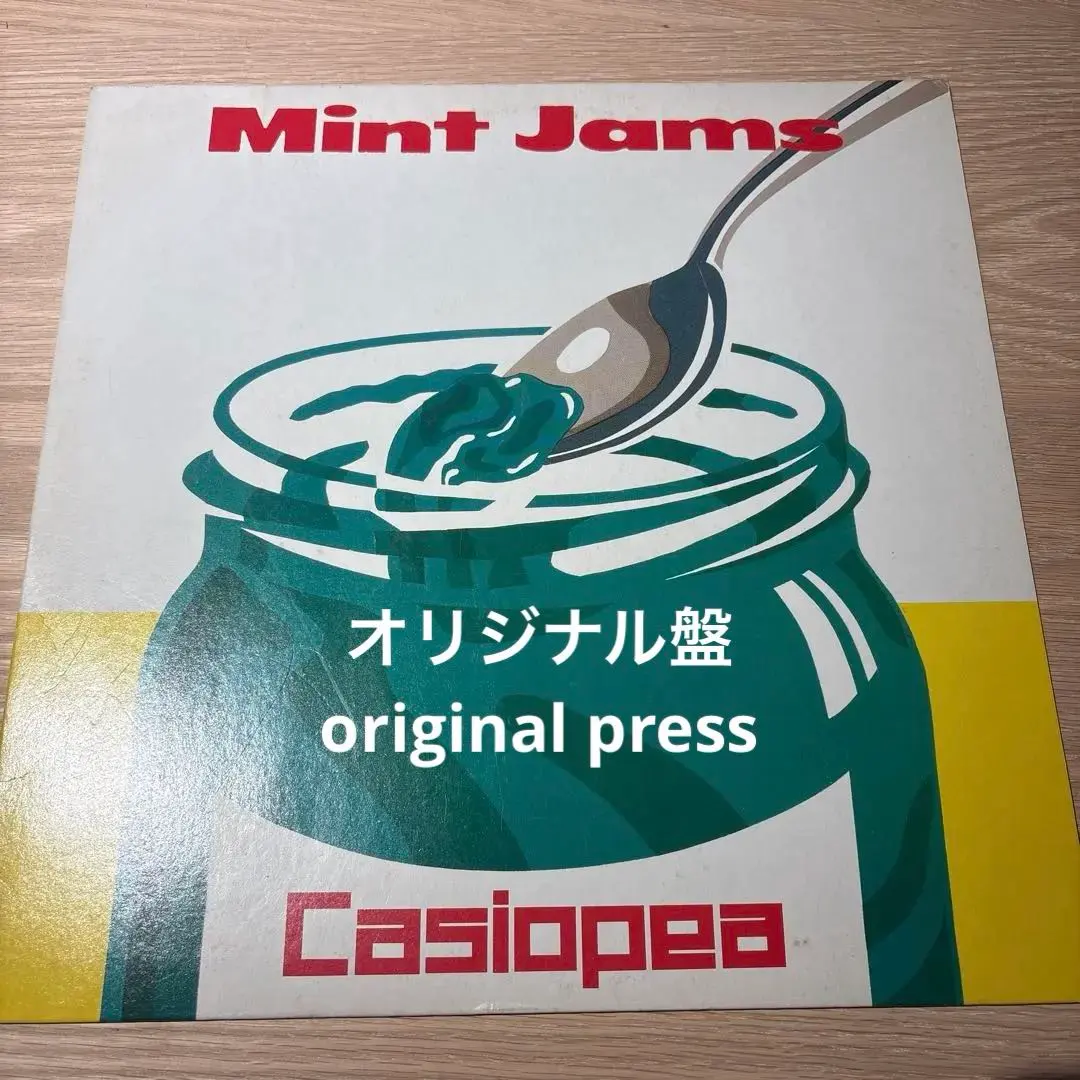 Mint Jams
オリジナル盤
original press
Casiopea